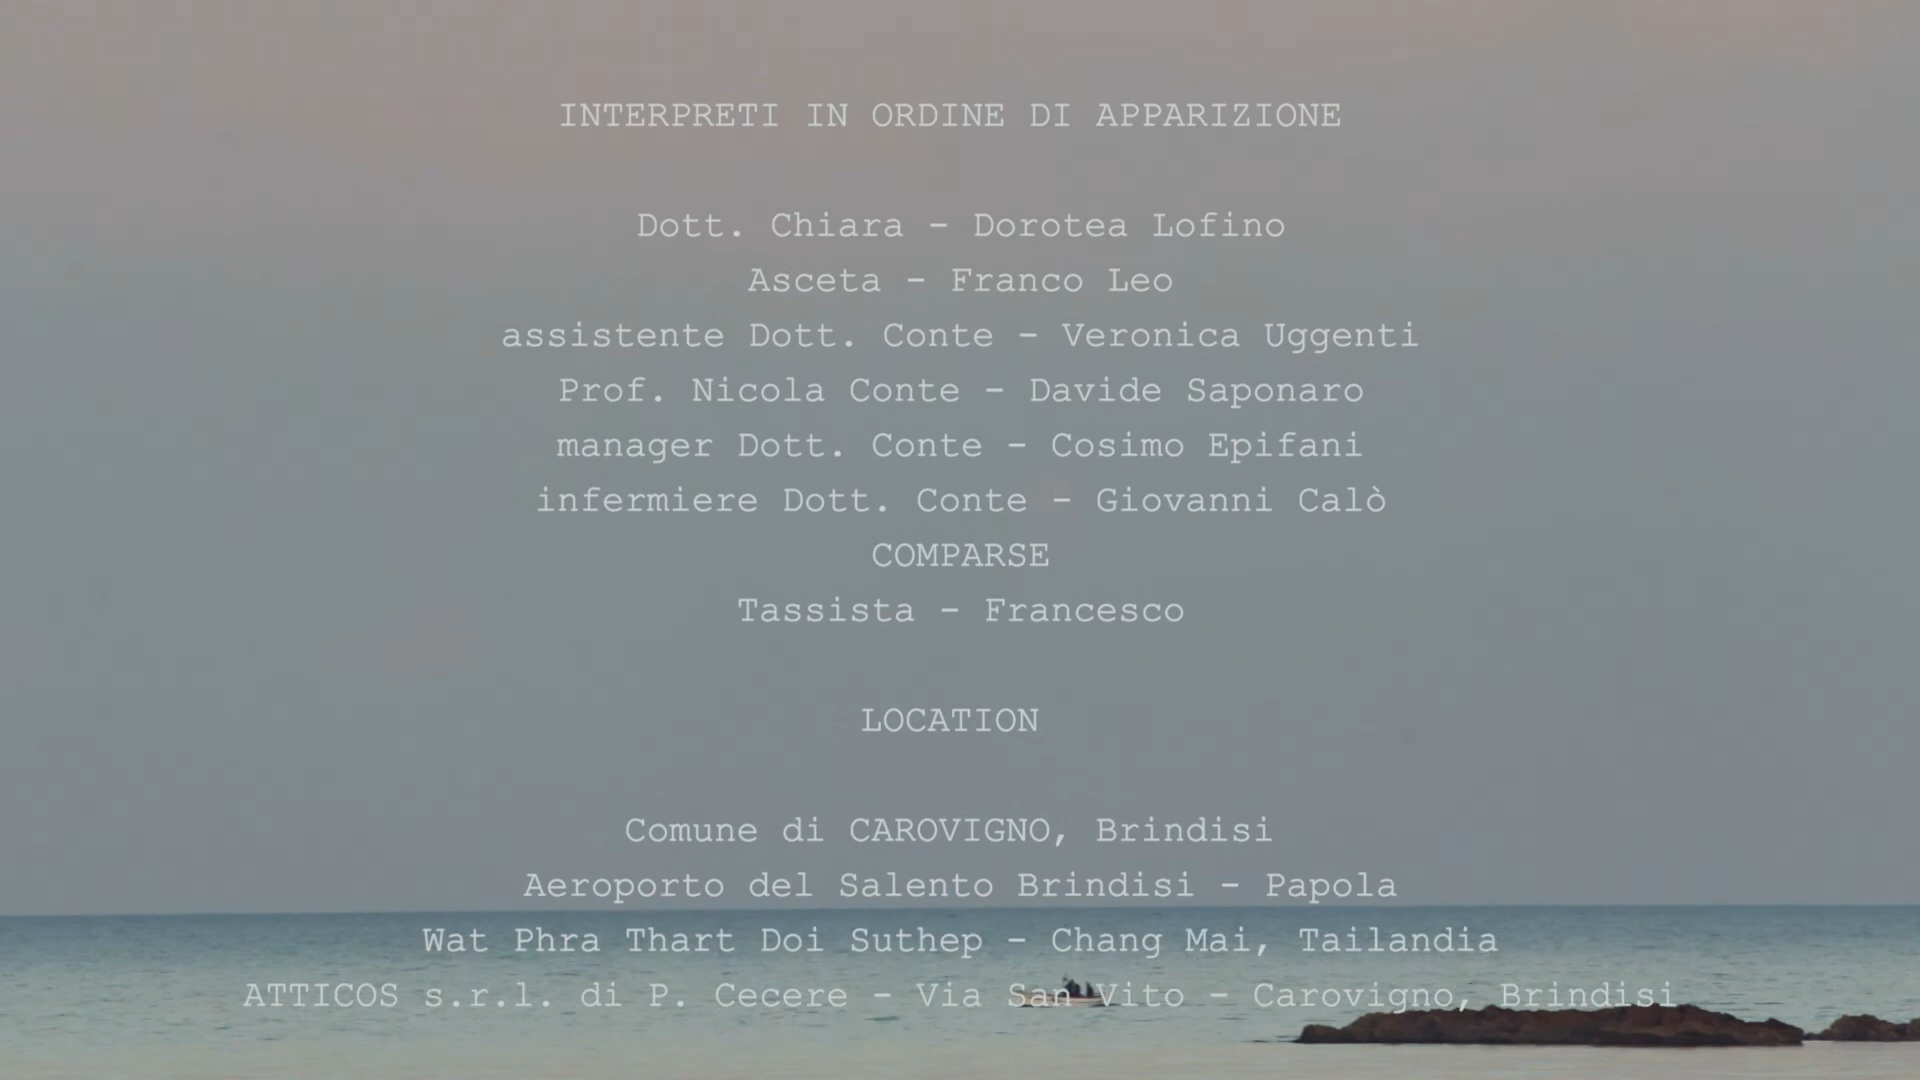 INTERPRETI IN ORDINE DI APPARIZIONE
Dott. Chiara - Dorotea Lofino
Asceta - Franco Leo
assistente Dott. Conte - Veronica Uggenti
Prof. Nicola Conte - Davide Saponaro
manager Dott. Conte - Cosimo Epifani
infermiere Dott. Conte - Giovanni Calò
COMPARSE
Tassista - Francesco
LOCATION
Comune di CAROVIGNO, Brindisi
Aeroporto del Salento Brindisi - Papola
Wat Phra Thart Doi Suthep - Chang Mai, Tailandia
ATTICOS s.r.l. di P. Cecere - Via San Vito - Carovigno, Brindisi